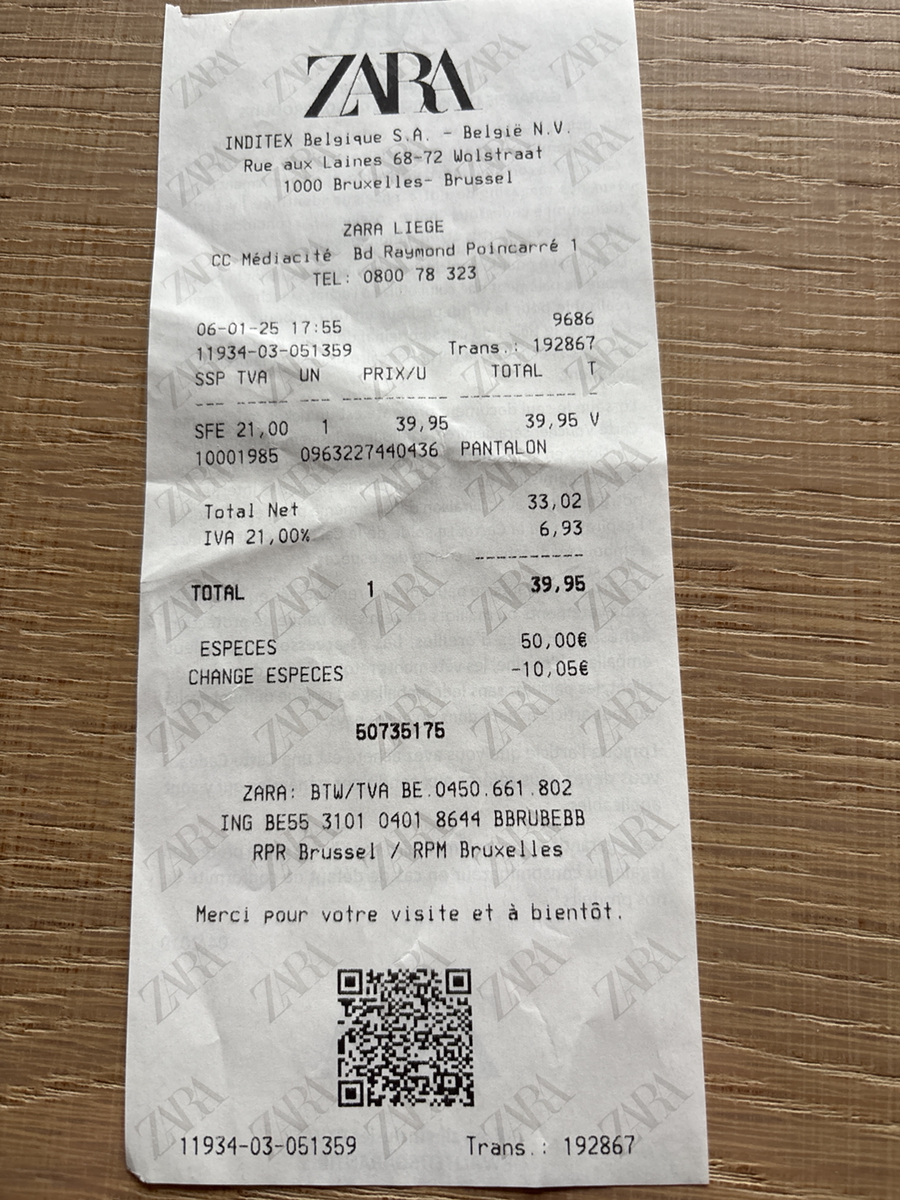 ZARA
INDITEX Belgique S.A. - België N.V.
Rue aux Laines 68-72 Wolstraat
1000 Bruxelles- Brussel
ZARA LIEGE
CC Médiacité Bd Raymond Poincarré 1
TEL: 0800 78 323
06-01-25 17:55 9686
11934-03-051359 Trans.: 192867
SSP TVA UN PRIX/U TOTAL T
SFE 21,00 1 39,95 39,95 V
10001985 0963227440436 PANTALON
Total Net 33,02
IVA 21,00% 6,93
TOTAL 1 39,95
ESPECES 50,00€
CHANGE ESPECES -10,05€
50735175
ZARA: BTW/TVA BE.0450.661.802
ING BE55 3101 0401 8644 BBRUBEBB
RPR Brussel / RPM Bruxelles
Merci pour votre visite et à bientôt.
11934-03-051359 Trans.: 192867